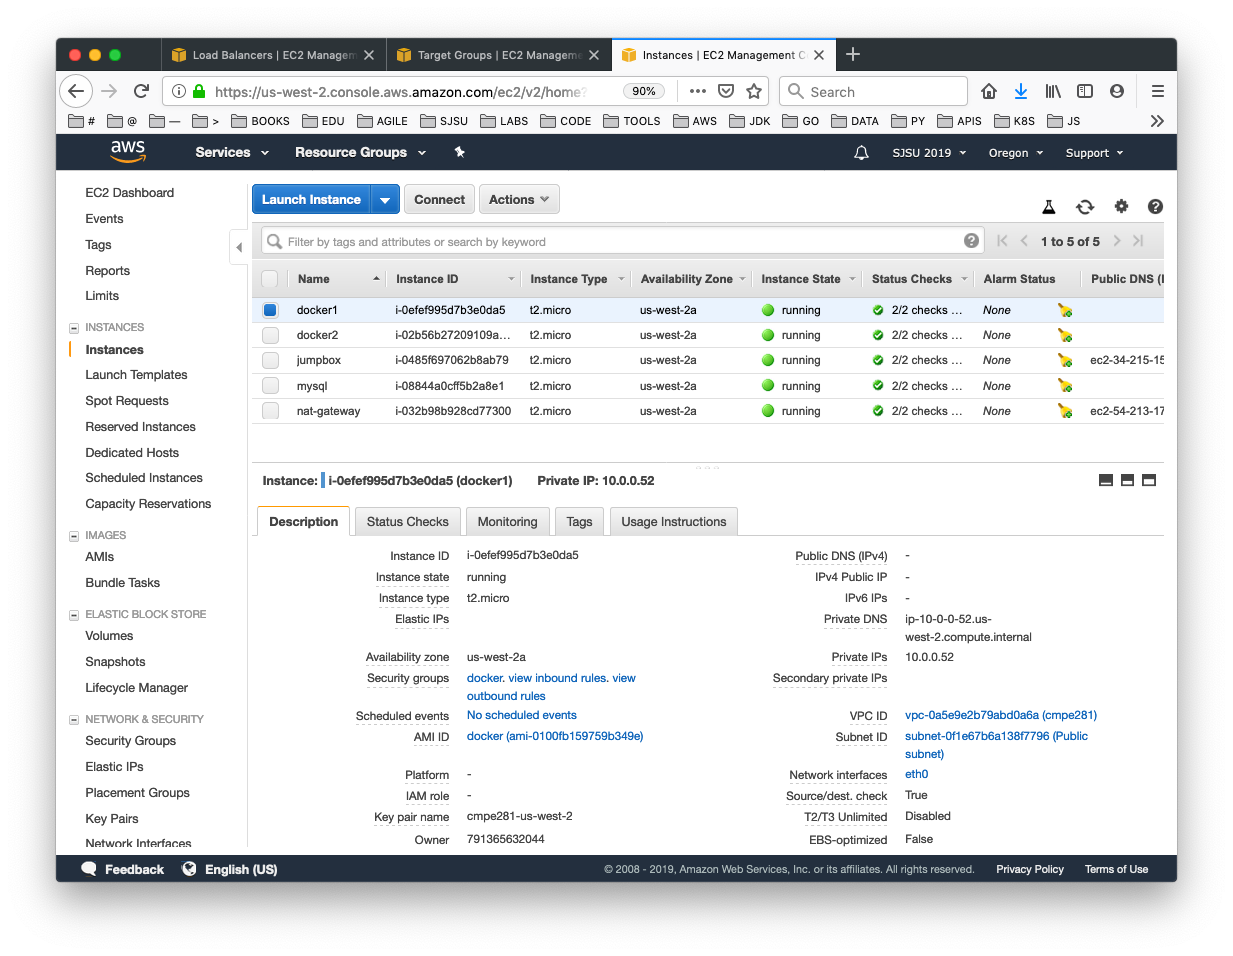 Load Balancers | EC2 Managem
Target Groups | EC2 Manageme
Instances | EC2 Management C
https://us-west-2.console.aws.amazon.com/ec2/v2/home?
90%
Search
#
@
—
>
BOOKS
EDU
AGILE
SJSU
LABS
CODE
TOOLS
AWS
JDK
GO
DATA
PY
APIS
K8S
JS
aws
Services
Resource Groups
SJSU 2019
Oregon
Support
EC2 Dashboard
Events
Tags
Reports
Limits
INSTANCES
Instances
Launch Templates
Spot Requests
Reserved Instances
Dedicated Hosts
Scheduled Instances
Capacity Reservations
IMAGES
AMIs
Bundle Tasks
ELASTIC BLOCK STORE
Volumes
Snapshots
Lifecycle Manager
NETWORK & SECURITY
Security Groups
Elastic IPs
Placement Groups
Key Pairs
Network Interfaces
Launch Instance
Connect
Actions
Filter by tags and attributes or search by keyword
1 to 5 of 5
Name Instance ID Instance Type Availability Zone Instance State Status Checks Alarm Status Public DNS (I
docker1 i-0efef995d7b3e0da5 t2.micro us-west-2a running 2/2 checks ... None
docker2 i-02b56b27209109a... t2.micro us-west-2a running 2/2 checks ... None
jumpbox i-0485f697062b8ab79 t2.micro us-west-2a running 2/2 checks ... None ec2-34-215-15
mysql i-08844a0cff5b2a8e1 t2.micro us-west-2a running 2/2 checks ... None
nat-gateway i-032b98b928cd77300 t2.micro us-west-2a running 2/2 checks ... None ec2-54-213-17
Instance: i-0efef995d7b3e0da5 (docker1) Private IP: 10.0.0.52
Description
Status Checks
Monitoring
Tags
Usage Instructions
Instance ID i-0efef995d7b3e0da5
Instance state running
Instance type t2.micro
Elastic IPs
Availability zone us-west-2a
Security groups docker. view inbound rules. view
outbound rules
Scheduled events No scheduled events
AMI ID docker (ami-0100fb159759b349e)
Platform -
IAM role -
Key pair name cmpe281-us-west-2
Owner 791365632044
Public DNS (IPv4) -
IPv4 Public IP -
IPv6 IPs -
Private DNS ip-10-0-0-52.us-
west-2.compute.internal
Private IPs 10.0.0.52
Secondary private IPs
VPC ID vpc-0a5e9e2b79abd0a6a (cmpe281)
Subnet ID subnet-0f1e67b6a138f7796 (Public
subnet)
Network interfaces eth0
Source/dest. check True
T2/T3 Unlimited Disabled
EBS-optimized False
Feedback
English (US)
© 2008 - 2019, Amazon Web Services, Inc. or its affiliates. All rights reserved.
Privacy Policy
Terms of Use